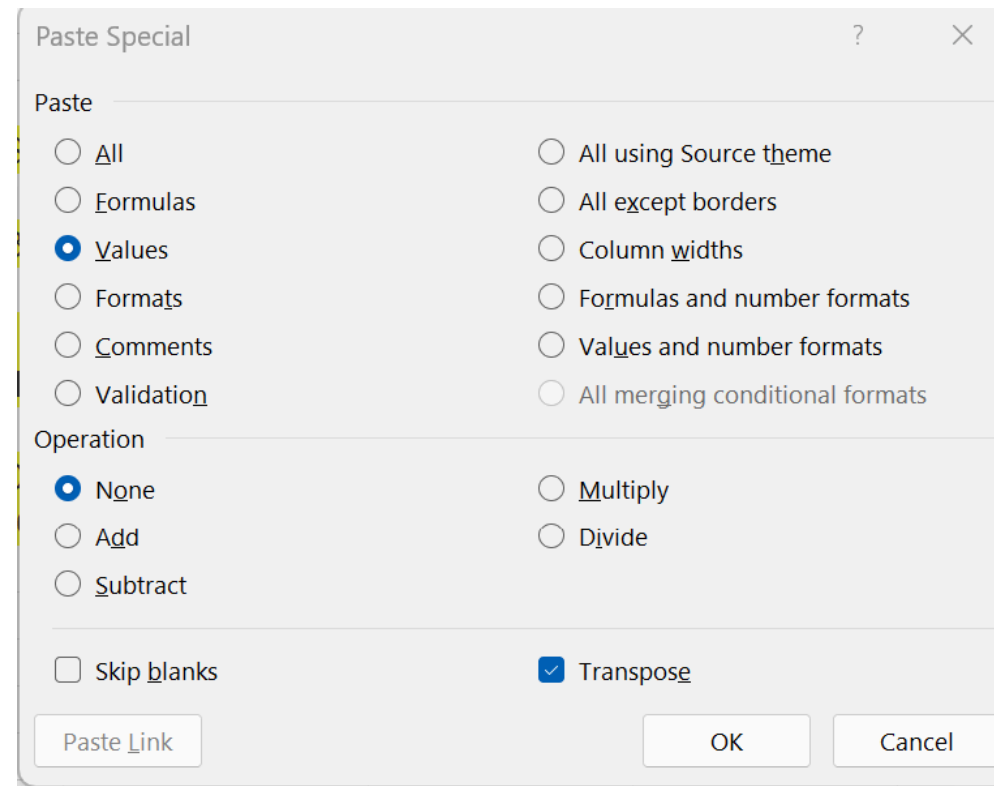 Paste Special ?
Paste
All
All using Source theme
Formulas
All except borders
Values
Column widths
Formats
Formulas and number formats
Comments
Values and number formats
Validation
All merging conditional formats
Operation
None
Multiply
Add
Divide
Subtract
Skip blanks
Transpose
Paste Link
OK
Cancel